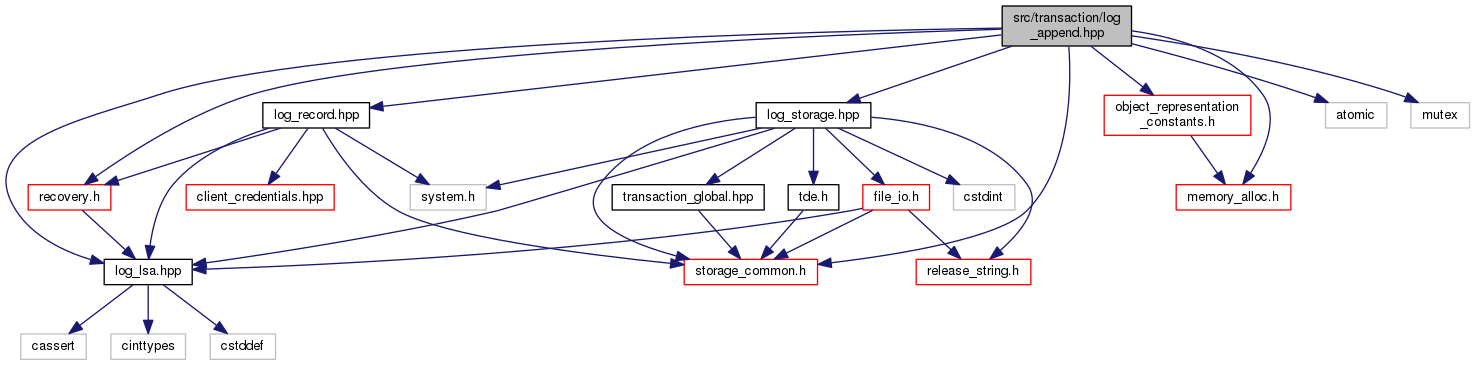 src/transaction/log
_append.hpp
log_record.hpp
log_storage.hpp
object_representation
_constants.h
atomic
mutex
recovery.h
client_credentials.hpp
system.h
transaction_global.hpp
tde.h
file_io.h
cstdint
memory_alloc.h
log_lsa.hpp
storage_common.h
release_string.h
cassert
cinttypes
cstddef